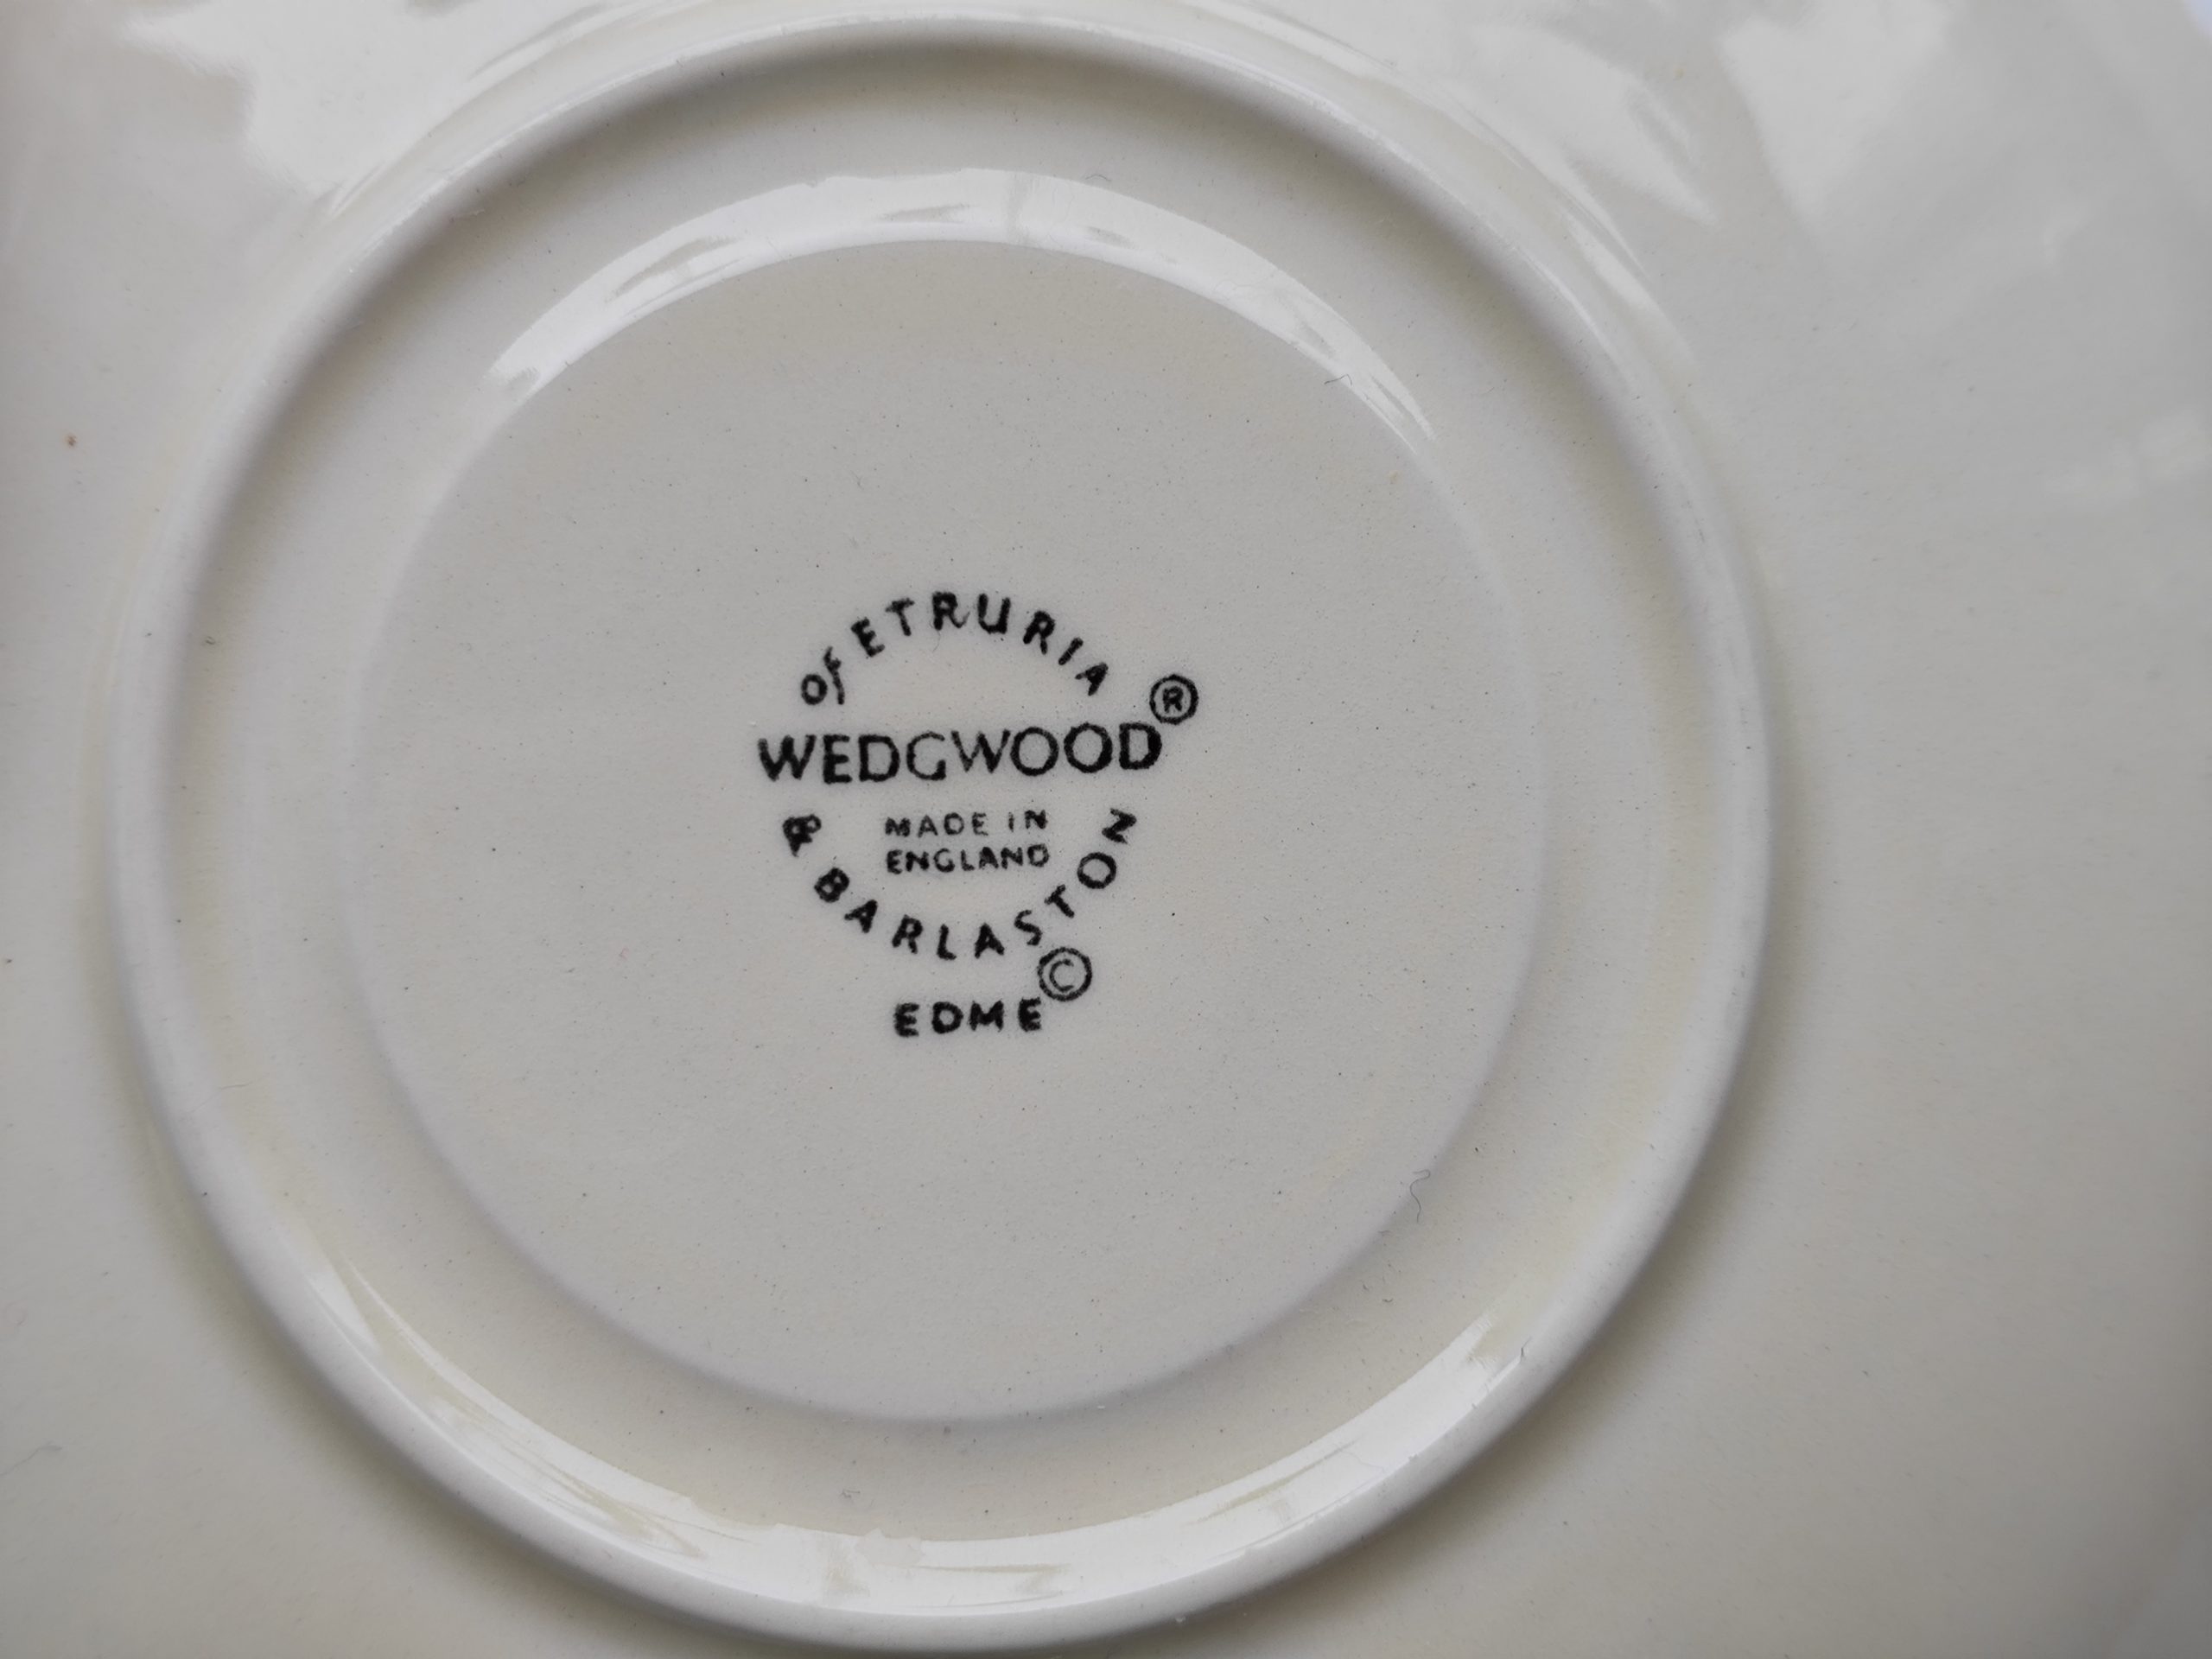 of ETRURIA
WEDGWOOD®
MADE IN
ENGLAND
& BARLASTON
EDME©